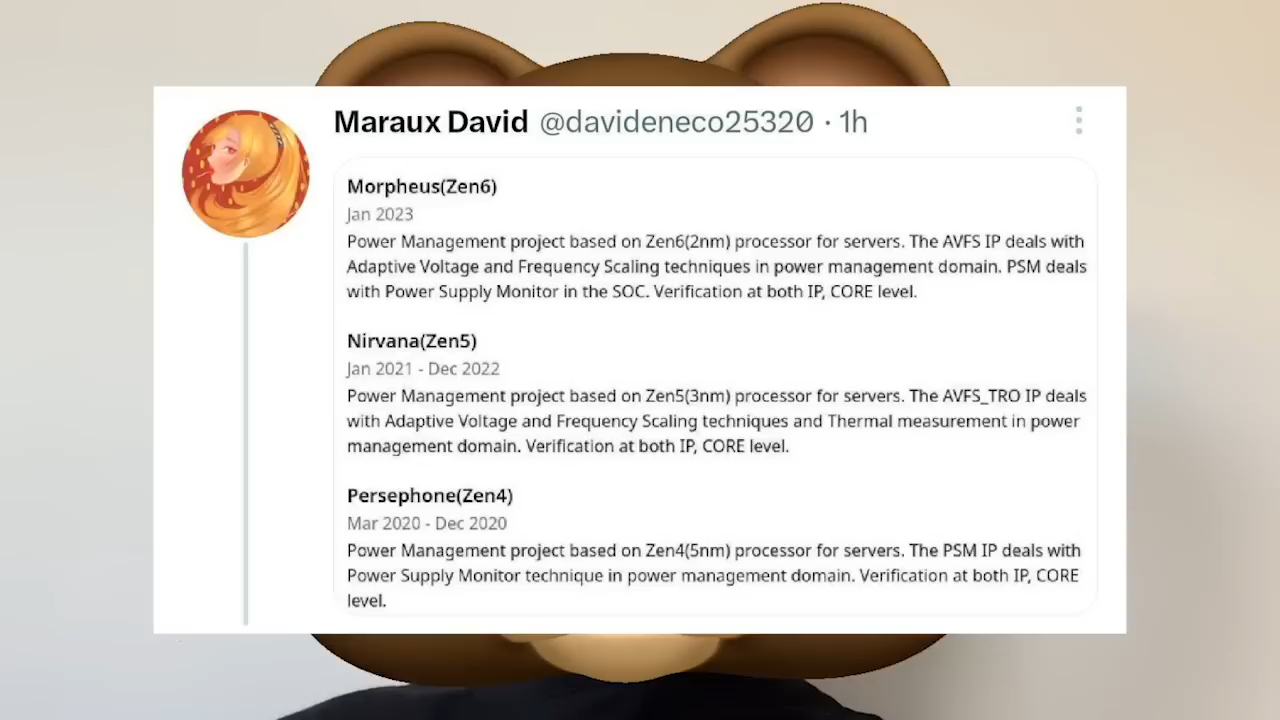 Maraux David @davideneco25320 · 1h
Morpheus(Zen6)
Jan 2023
Power Management project based on Zen6(2nm) processor for servers. The AVFS IP deals with
Adaptive Voltage and Frequency Scaling techniques in power management domain. PSM deals
with Power Supply Monitor in the SOC. Verification at both IP, CORE level.
Nirvana(Zen5)
Jan 2021 - Dec 2022
Power Management project based on Zen5(3nm) processor for servers. The AVFS_TRO IP deals
with Adaptive Voltage and Frequency Scaling techniques and Thermal measurement in power
management domain. Verification at both IP, CORE level.
Persephone(Zen4)
Mar 2020 - Dec 2020
Power Management project based on Zen4(5nm) processor for servers. The PSM IP deals with
Power Supply Monitor technique in power management domain. Verification at both IP, CORE
level.